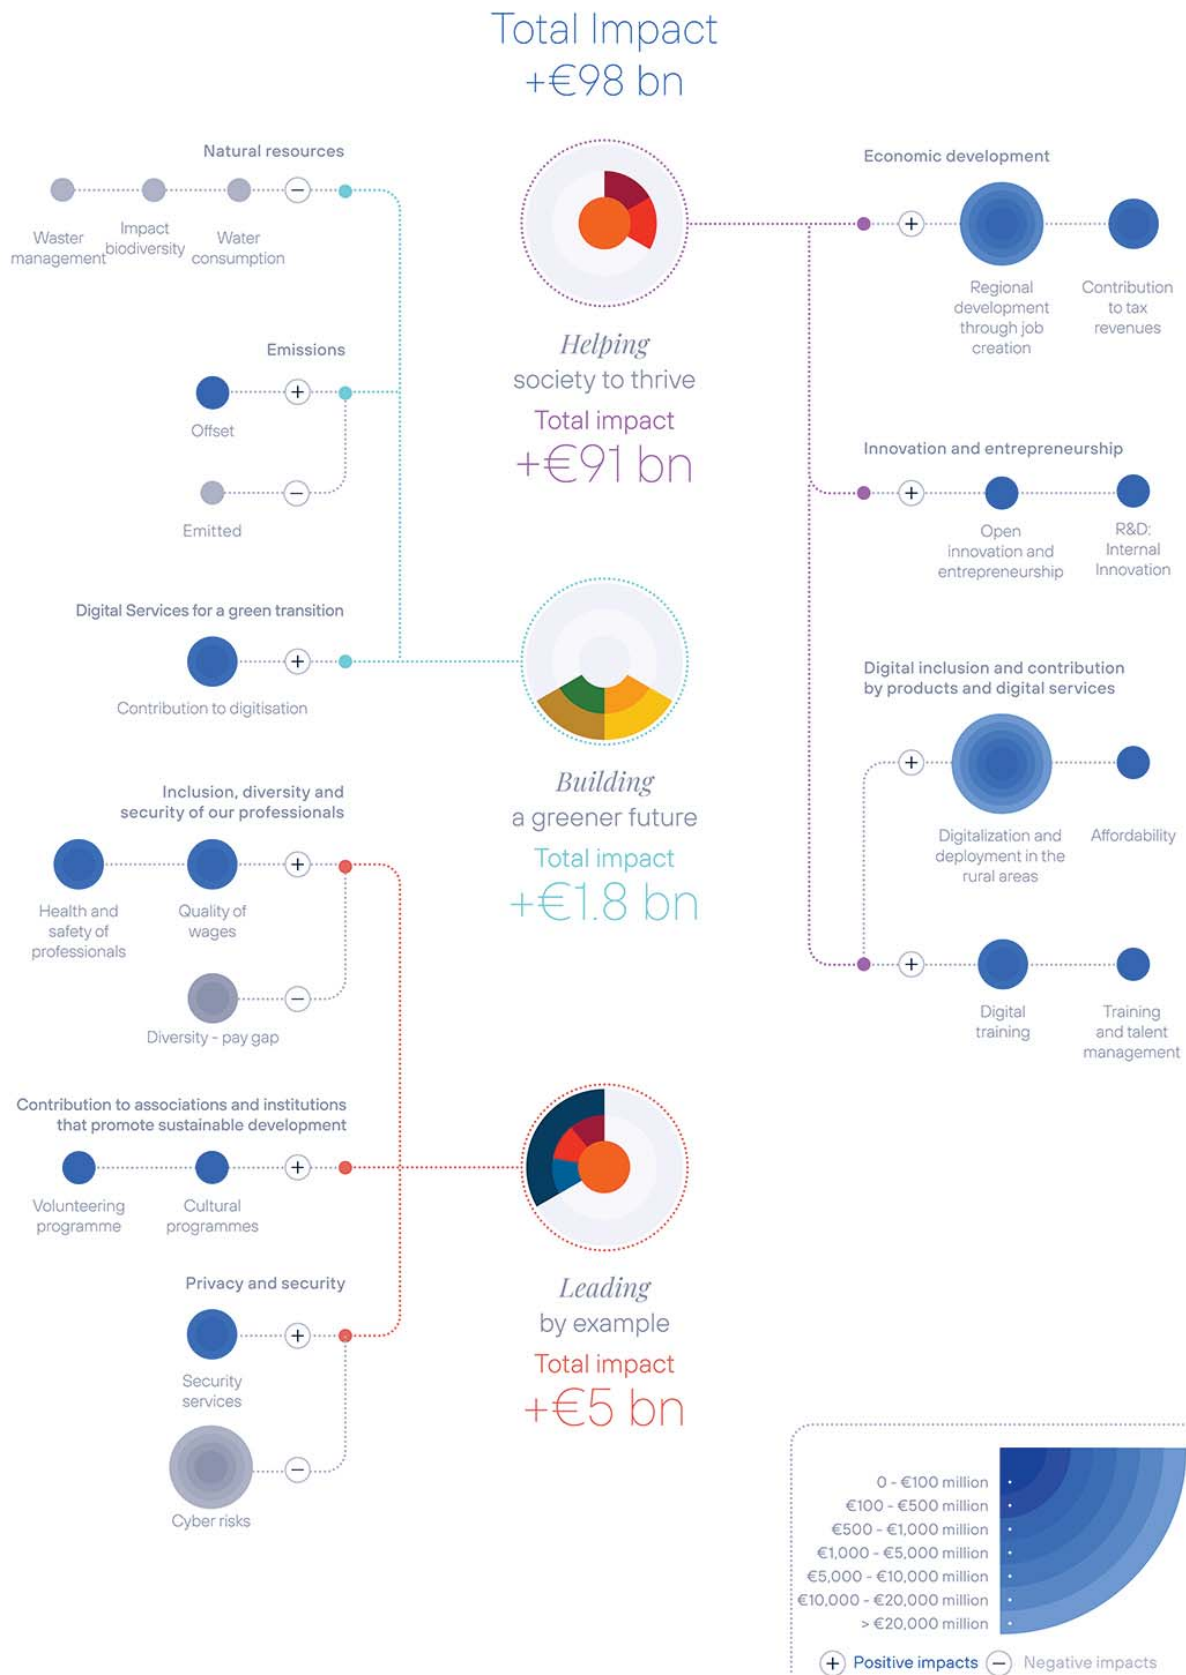 Total Impact
+€98 bn
Natural resources
Waster
management
Impact
biodiversity
Water
consumption
Emissions
Offset
Emitted
Digital Services for a green transition
Contribution to digitisation
Inclusion, diversity and
security of our professionals
Health and
safety of
professionals
Quality of
wages
Diversity - pay gap
Contribution to associations and institutions
that promote sustainable development
Volunteering
programme
Cultural
programmes
Privacy and security
Security
services
Cyber risks
Helping
society to thrive
Total impact
+€91 bn
Building
a greener future
Total impact
+€1.8 bn
Leading
by example
Total impact
+€5 bn
Economic development
Regional
development
through job
creation
Contribution
to tax
revenues
Innovation and entrepreneurship
Open
innovation and
entrepreneurship
R&D:
Internal
Innovation
Digital inclusion and contribution
by products and digital services
Digitalization and
deployment in the
rural areas
Affordability
Digital
training
Training
and talent
management
0 - €100 million
€100 - €500 million
€500 - €1,000 million
€1,000 - €5,000 million
€5,000 - €10,000 million
€10,000 - €20,000 million
> €20,000 million
+ Positive impacts − Negative impacts